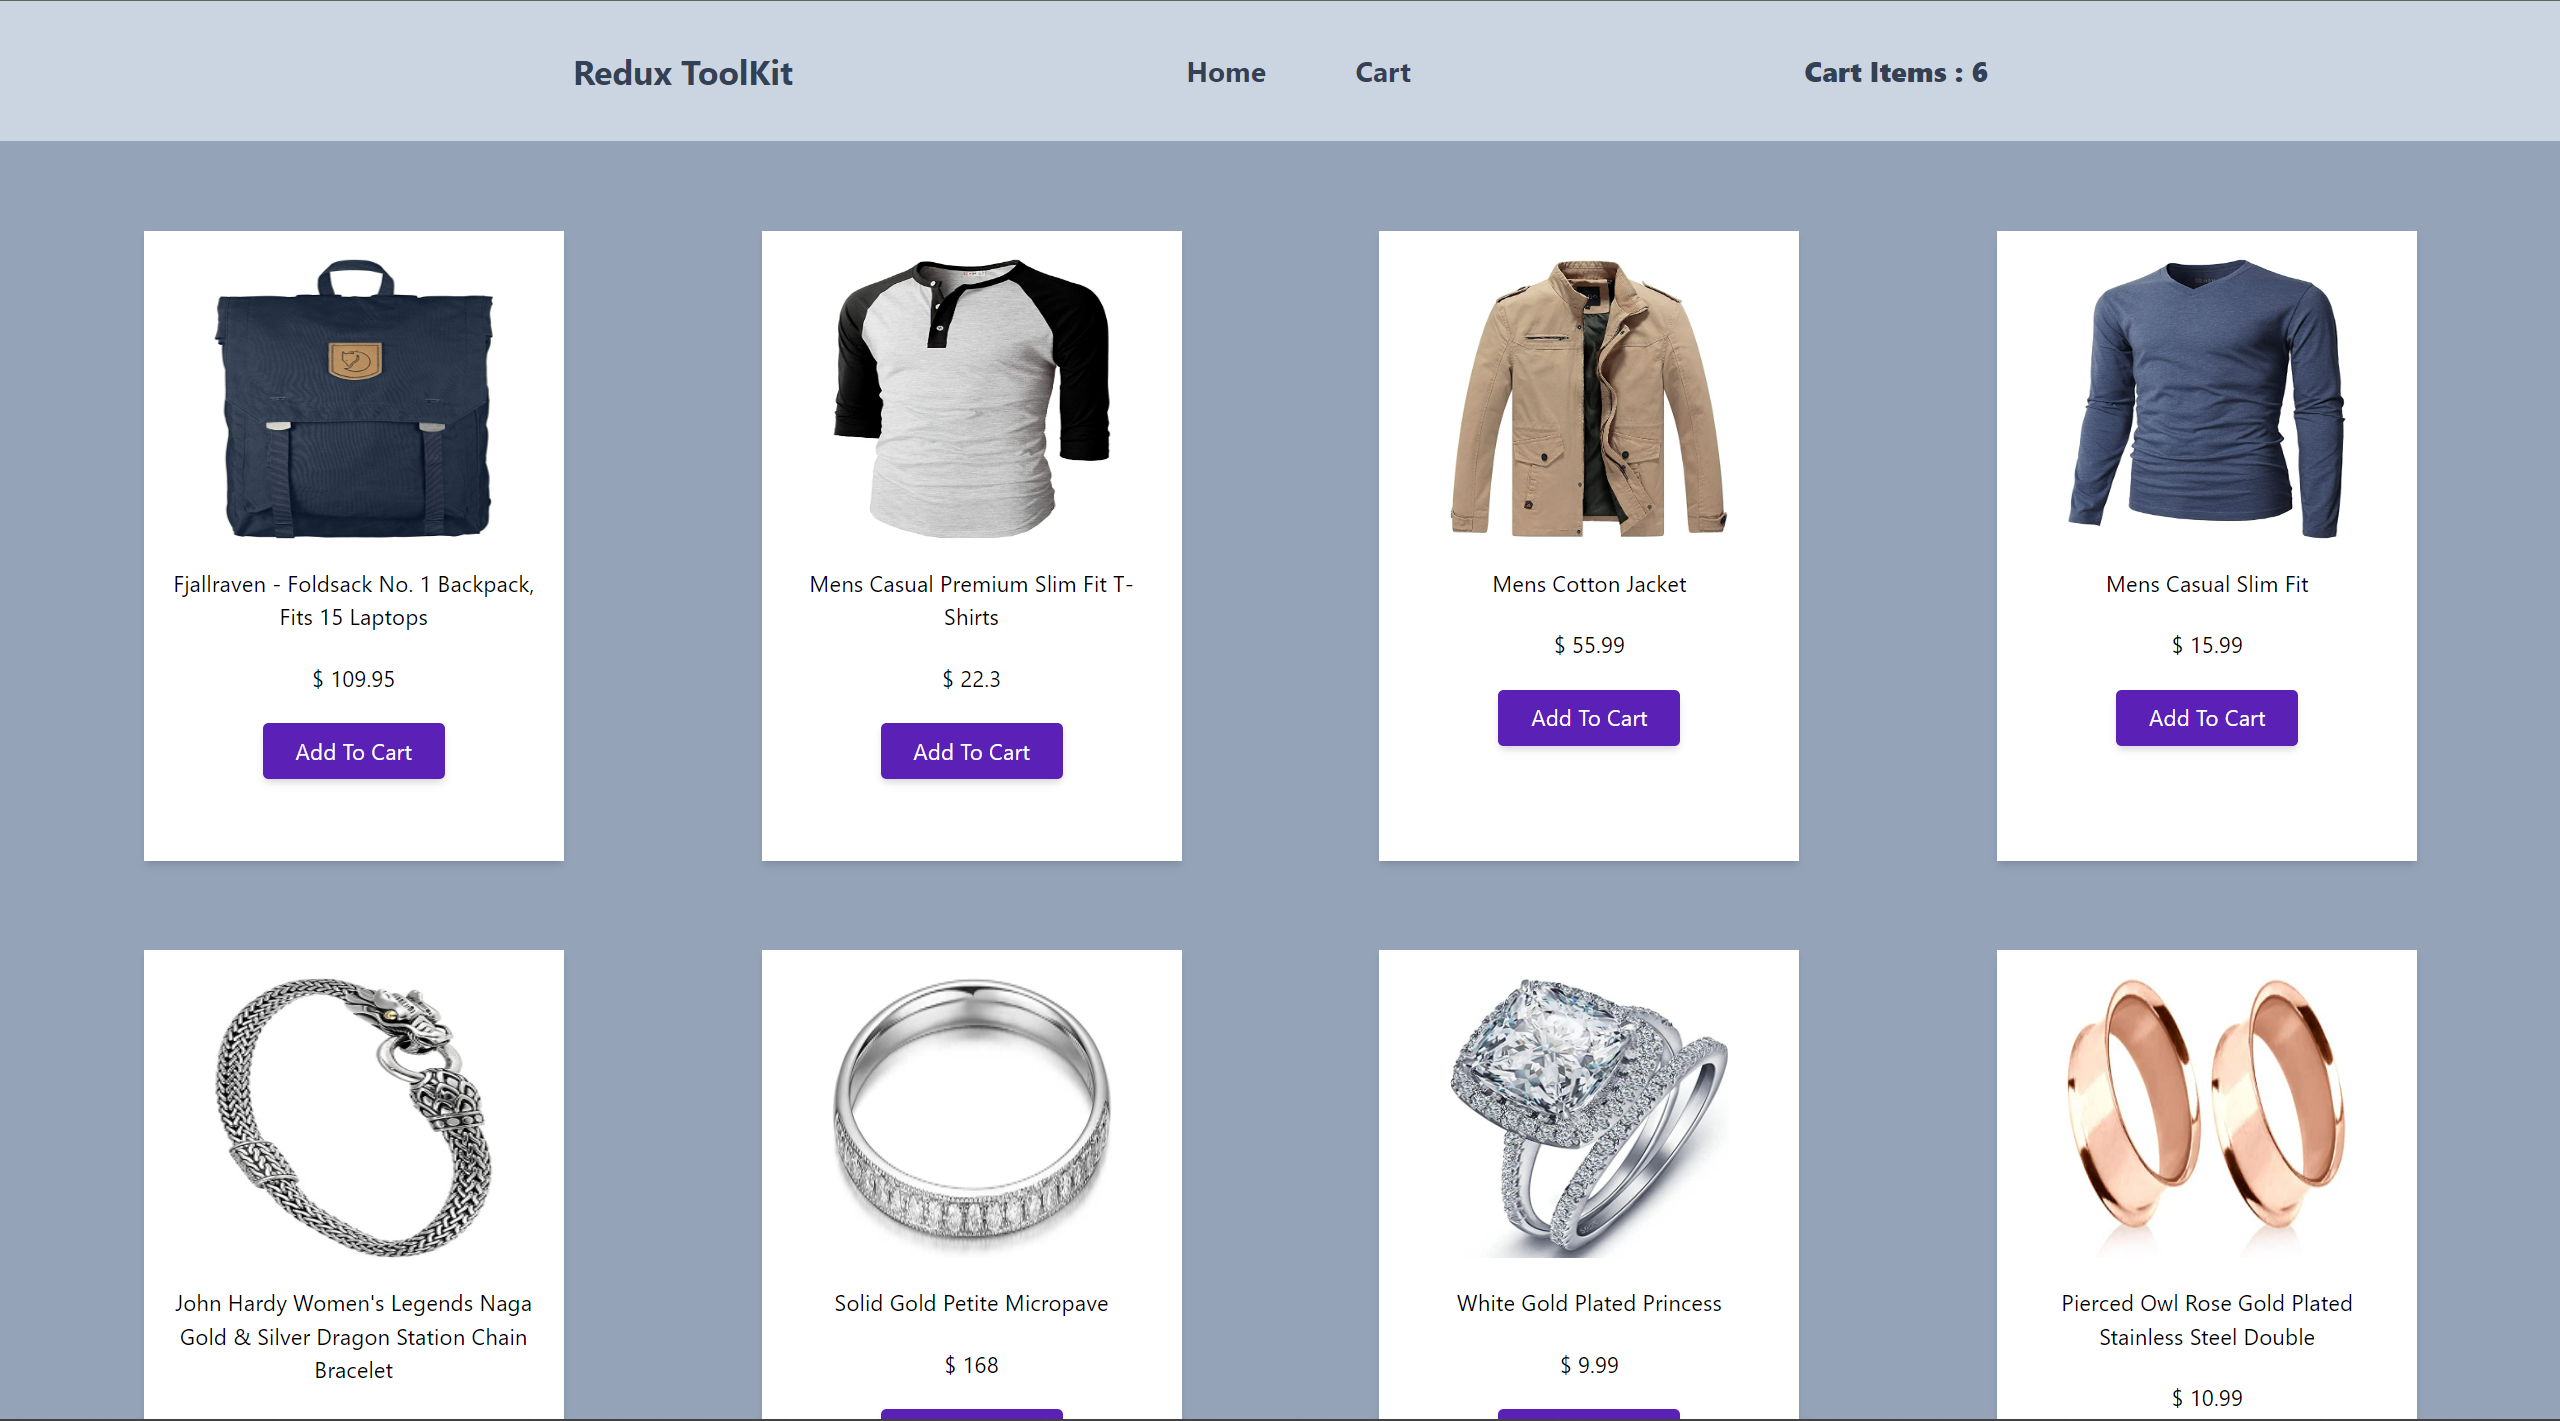 Redux ToolKit
Home
Cart
Cart Items : 6
Fjallraven - Foldsack No. 1 Backpack,
Fits 15 Laptops
$ 109.95
Add To Cart
Mens Casual Premium Slim Fit T-
Shirts
$ 22.3
Add To Cart
Mens Cotton Jacket
$ 55.99
Add To Cart
Mens Casual Slim Fit
$ 15.99
Add To Cart
John Hardy Women's Legends Naga
Gold & Silver Dragon Station Chain
Bracelet
Solid Gold Petite Micropave
$ 168
White Gold Plated Princess
$ 9.99
Pierced Owl Rose Gold Plated
Stainless Steel Double
$ 10.99